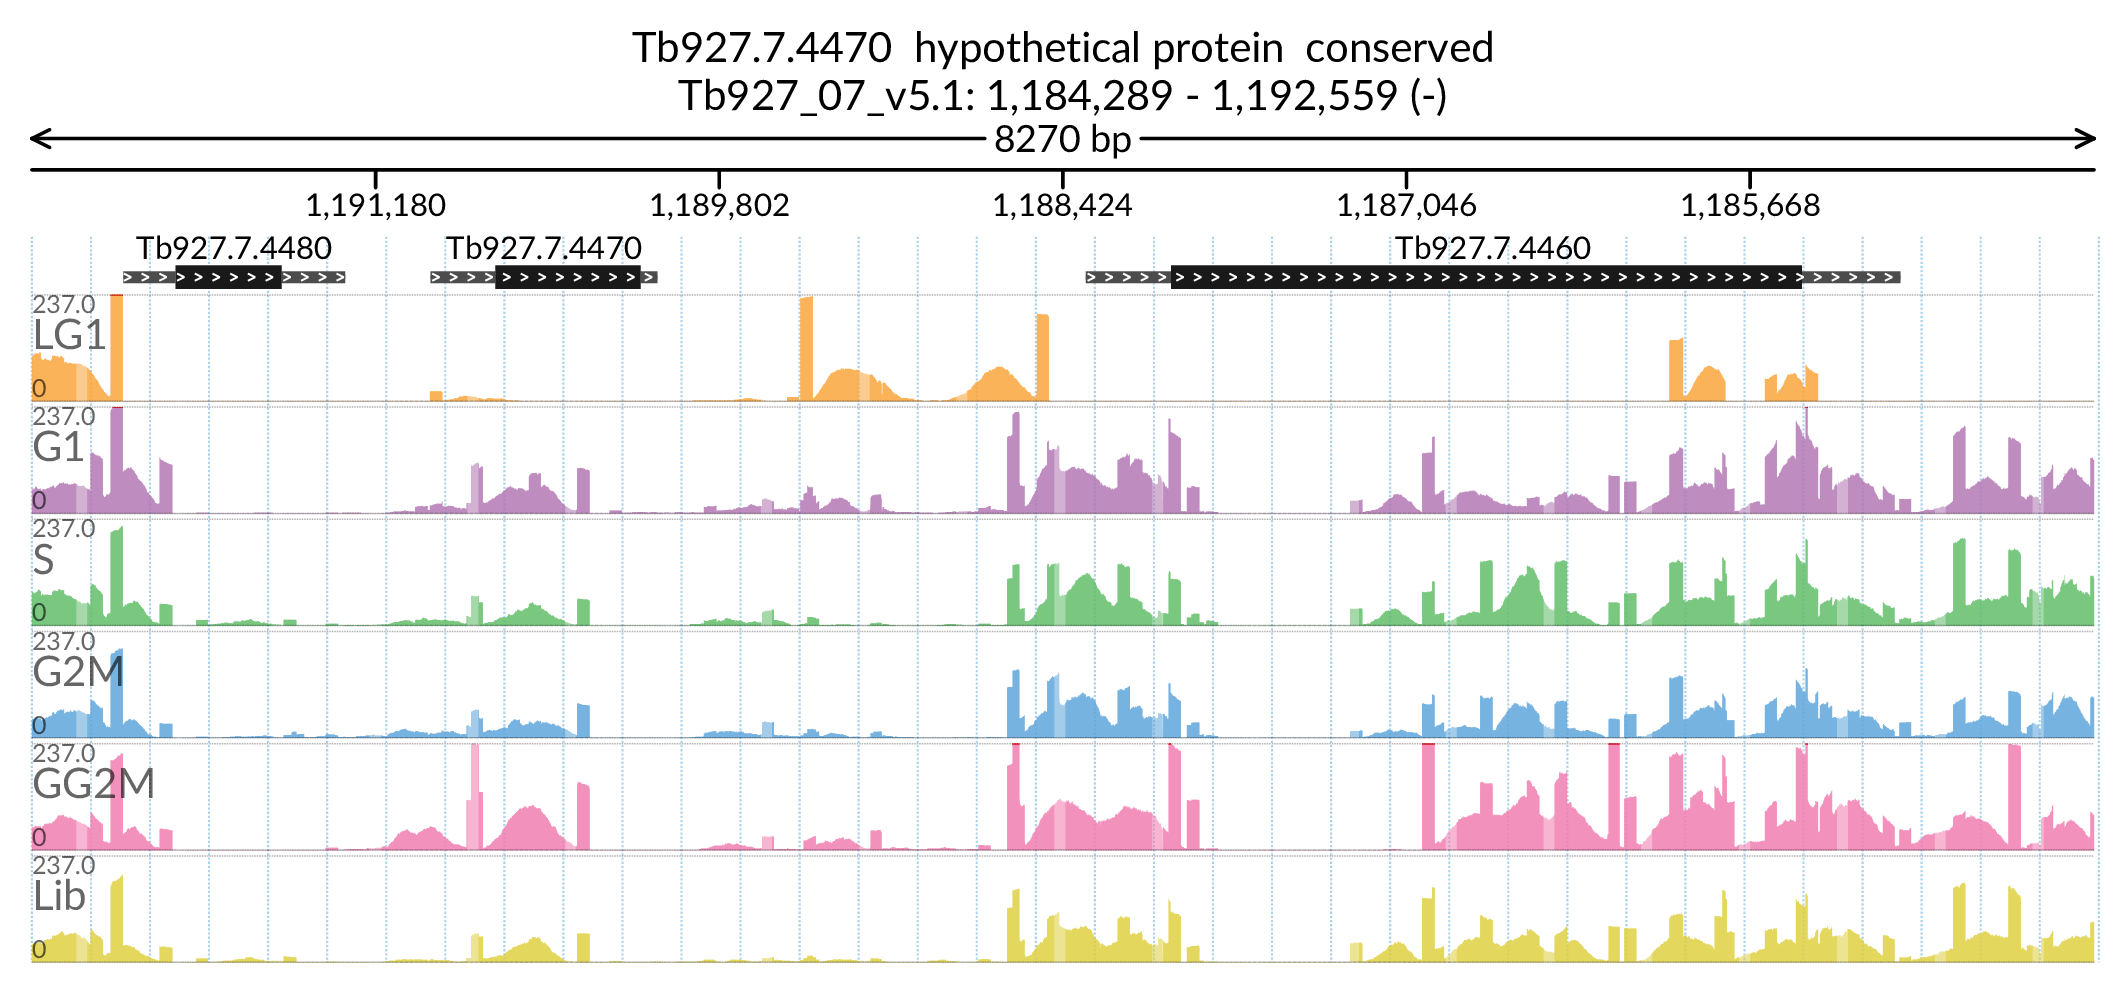 Tb927.7.4470  hypothetical protein  conserved
Tb927_07_v5.1: 1,184,289 - 1,192,559 (-)
8270 bp
1,191,180 1,189,802 1,188,424 1,187,046 1,185,668
Tb927.7.4480 Tb927.7.4470 Tb927.7.4460
237.0
LG1
0
237.0
G1
0
237.0
S
0
237.0
G2M
0
237.0
GG2M
0
237.0
Lib
0